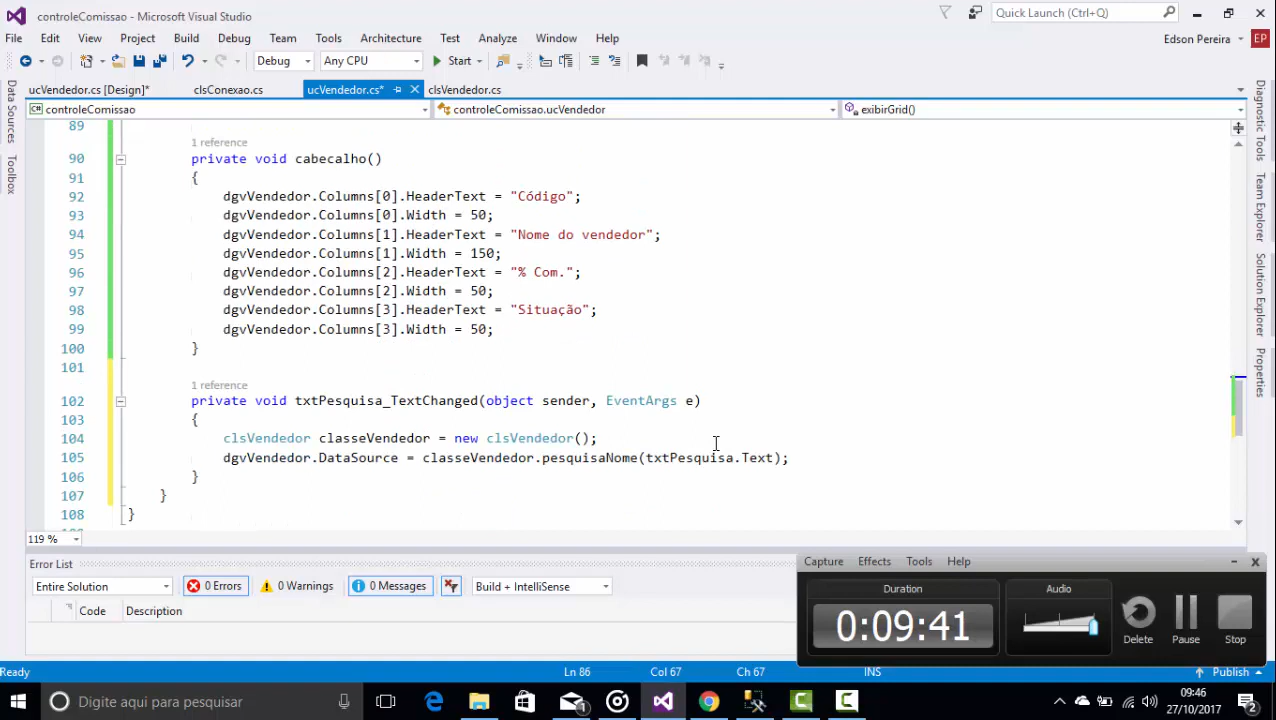 controleComissao - Microsoft Visual Studio
Quick Launch (Ctrl+Q)
File Edit View Project Build Debug Team Tools Architecture Test Analyze Window Help
Edson Pereira EP
Debug Any CPU Start
ucVendedor.cs [Design]* clsConexao.cs ucVendedor.cs* clsVendedor.cs
controleComissao controleComissao.ucVendedor exibirGrid()
Data Sources
Toolbox
Diagnostic Tools
Team Explorer
Solution Explorer
Properties
89
1 reference
90 private void cabecalho()
91 {
92 dgvVendedor.Columns[0].HeaderText = "Código";
93 dgvVendedor.Columns[0].Width = 50;
94 dgvVendedor.Columns[1].HeaderText = "Nome do vendedor";
95 dgvVendedor.Columns[1].Width = 150;
96 dgvVendedor.Columns[2].HeaderText = "% Com.";
97 dgvVendedor.Columns[2].Width = 50;
98 dgvVendedor.Columns[3].HeaderText = "Situação";
99 dgvVendedor.Columns[3].Width = 50;
100 }
101
1 reference
102 private void txtPesquisa_TextChanged(object sender, EventArgs e)
103 {
104 clsVendedor classeVendedor = new clsVendedor();
105 dgvVendedor.DataSource = classeVendedor.pesquisaNome(txtPesquisa.Text);
106 }
107 }
108 }
119 %
Error List
Entire Solution 0 Errors 0 Warnings 0 Messages Build + IntelliSense
Code Description
Capture Effects Tools Help
Duration Audio
0:09:41
Delete Pause Stop
Ready Ln 86 Col 67 Ch 67 INS Publish
Digite aqui para pesquisar
1
09:46
27/10/2017
2